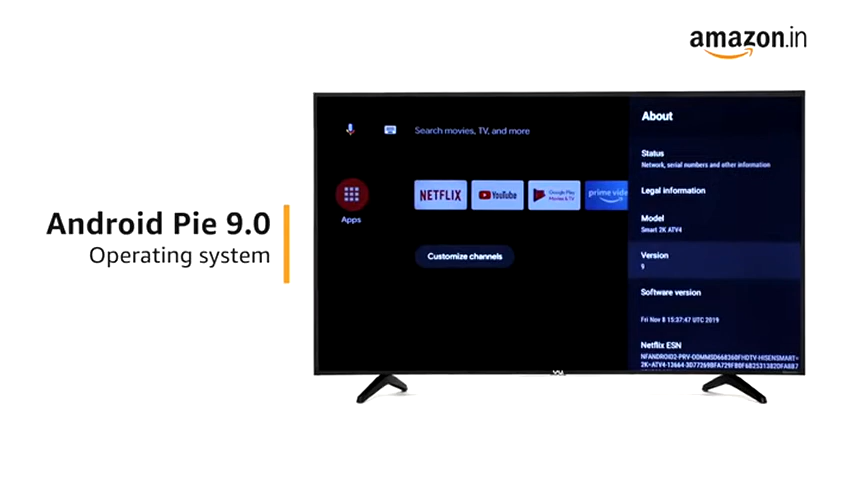 amazon.in
Android Pie 9.0
Operating system
Search movies, TV, and more
Apps
NETFLIX
YouTube
Google Play
Movies & TV
prime video
Customize channels
About
Status
Network, serial numbers and other information
Legal information
Model
Smart 2K ATV4
Version
9
Software version
Fri Nov 8 15:37:47 UTC 2019
Netflix ESN